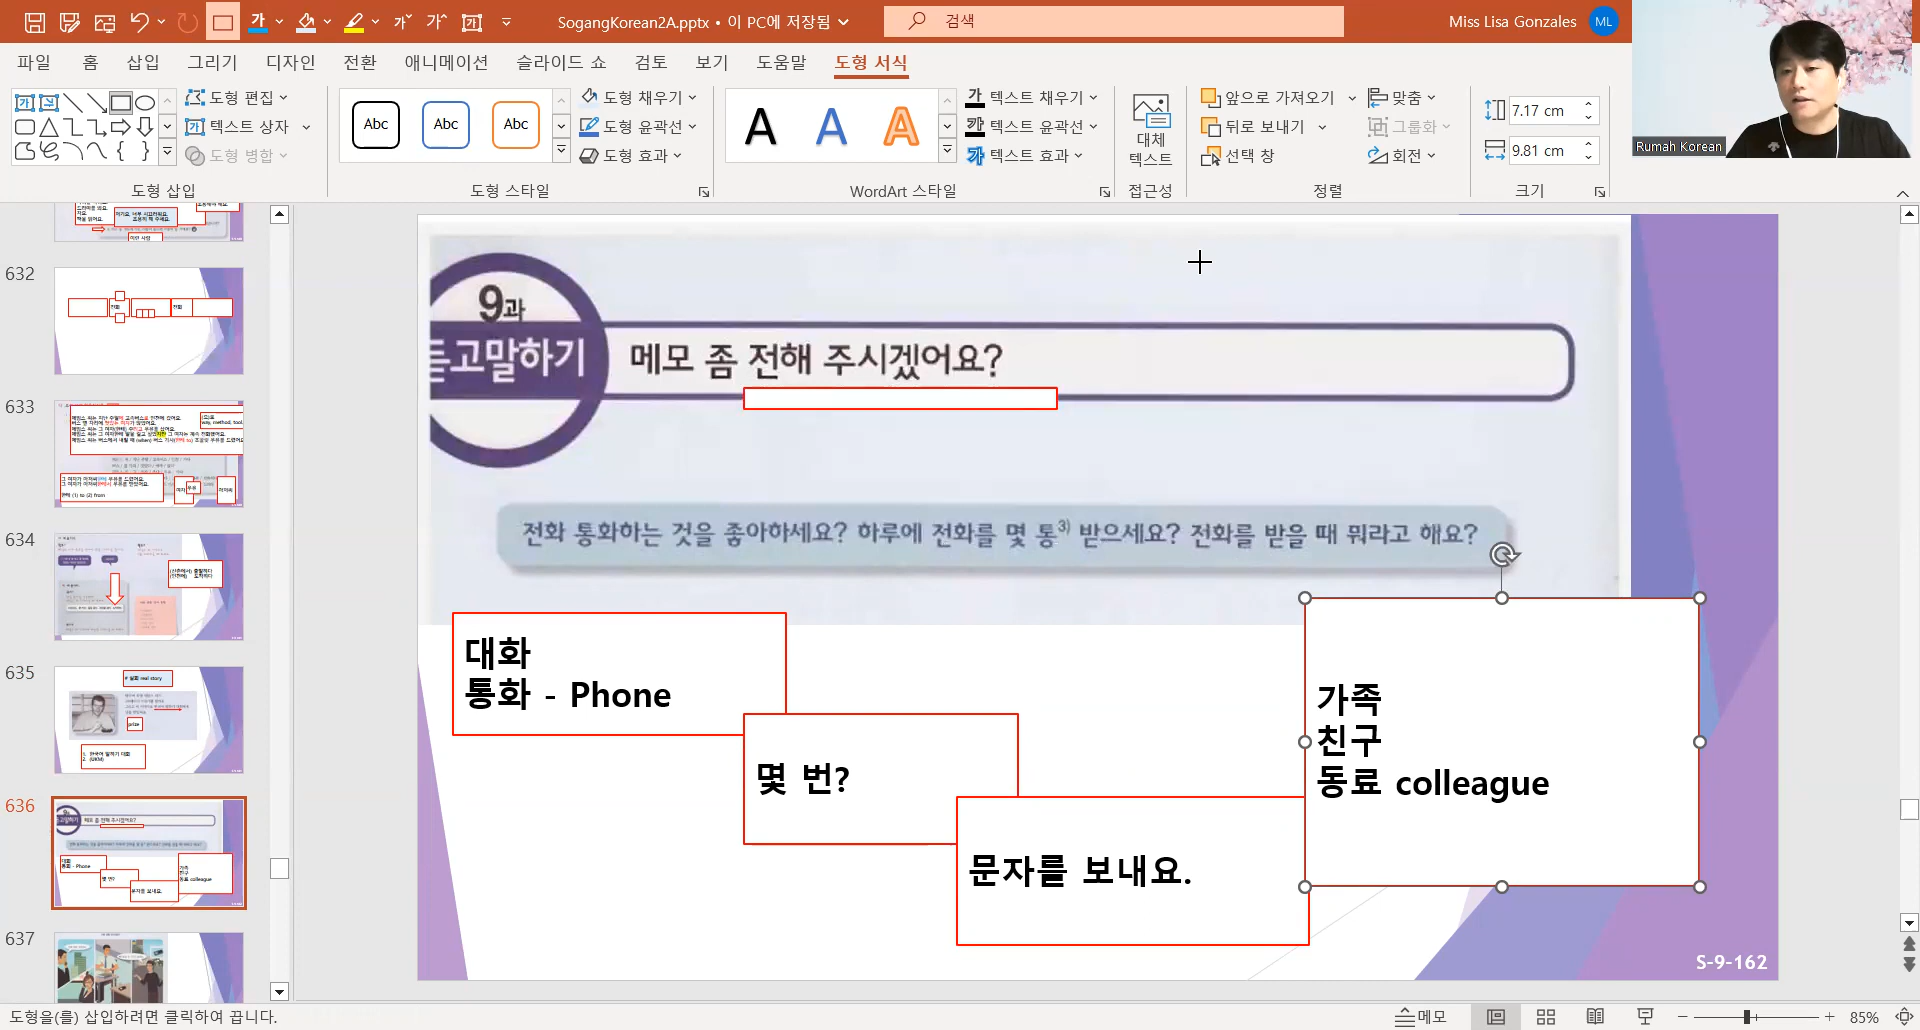 SogangKorean2A.pptx • 이 PC에 저장됨
검색
Miss Lisa Gonzales
ML
파일 홈 삽입 그리기 디자인 전환 애니메이션 슬라이드 쇼 검토 보기 도움말 도형 서식
도형 편집
텍스트 상자
도형 병합
도형 삽입
Abc Abc Abc
도형 채우기
도형 윤곽선
도형 효과
도형 스타일
A A A
텍스트 채우기
텍스트 윤곽선
텍스트 효과
WordArt 스타일
대체
텍스트
접근성
앞으로 가져오기
뒤로 보내기
선택 창
맞춤
그룹화
회전
정렬
7.17 cm
9.81 cm
크기
Rumah Korean
632
633
634
635
# 실화 real story
prize
636
637
9과
듣고말하기
메모 좀 전해 주시겠어요?
전화 통화하는 것을 좋아하세요? 하루에 전화를 몇 통3) 받으세요? 전화를 받을 때 뭐라고 해요?
대화
통화 - Phone
몇 번?
문자를 보내요.
가족
친구
동료 colleague
S-9-162
도형을(를) 삽입하려면 클릭하여 끕니다.
메모
85%